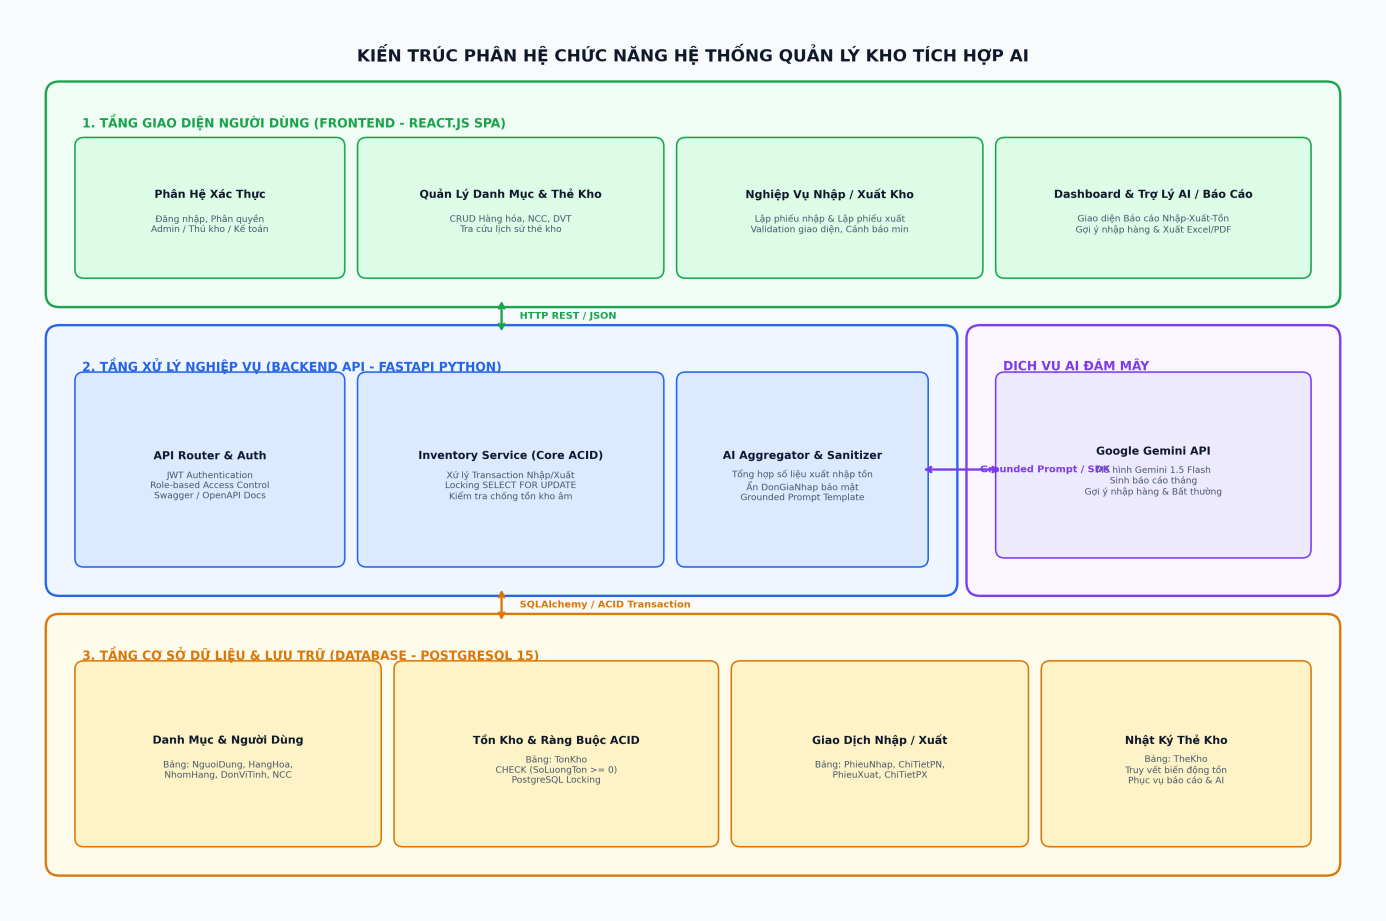 KIẾN TRÚC PHÂN HỆ CHỨC NĂNG HỆ THỐNG QUẢN LÝ KHO TÍCH HỢP AI
1. TẦNG GIAO DIỆN NGƯỜI DÙNG (FRONTEND - REACT.JS SPA)
Phân Hệ Xác Thực
Đăng nhập, Phân quyền
Admin / Thủ kho / Kế toán
Quản Lý Danh Mục & Thẻ Kho
CRUD Hàng hóa, NCC, DVT
Tra cứu lịch sử thẻ kho
Nghiệp Vụ Nhập / Xuất Kho
Lập phiếu nhập & Lập phiếu xuất
Validation giao diện, Cảnh báo min
Dashboard & Trợ Lý AI / Báo Cáo
Giao diện Báo cáo Nhập-Xuất-Tồn
Gợi ý nhập hàng & Xuất Excel/PDF
HTTP REST / JSON
2. TẦNG XỬ LÝ NGHIỆP VỤ (BACKEND API - FASTAPI PYTHON)
API Router & Auth
JWT Authentication
Role-based Access Control
Swagger / OpenAPI Docs
Inventory Service (Core ACID)
Xử lý Transaction Nhập/Xuất
Locking SELECT FOR UPDATE
Kiểm tra chống tồn kho âm
AI Aggregator & Sanitizer
Tổng hợp số liệu xuất nhập tồn
Ẩn DonGiaNhap bảo mật
Grounded Prompt Template
Grounded Prompt / SDK
DỊCH VỤ AI ĐÁM MÂY
Google Gemini API
hình Gemini 1.5 Flash
Sinh báo cáo tháng
Gợi ý nhập hàng & Bất thường
SQLAlchemy / ACID Transaction
3. TẦNG CƠ SỞ DỮ LIỆU & LƯU TRỮ (DATABASE - POSTGRESQL 15)
Danh Mục & Người Dùng
Bảng: NguoiDung, HangHoa,
NhomHang, DonViTinh, NCC
Tồn Kho & Ràng Buộc ACID
Bảng: TonKho
CHECK (SoLuongTon >= 0)
PostgreSQL Locking
Giao Dịch Nhập / Xuất
Bảng: PhieuNhap, ChiTietPN,
PhieuXuat, ChiTietPX
Nhật Ký Thẻ Kho
Bảng: TheKho
Truy vết biến động tồn
Phục vụ báo cáo & AI